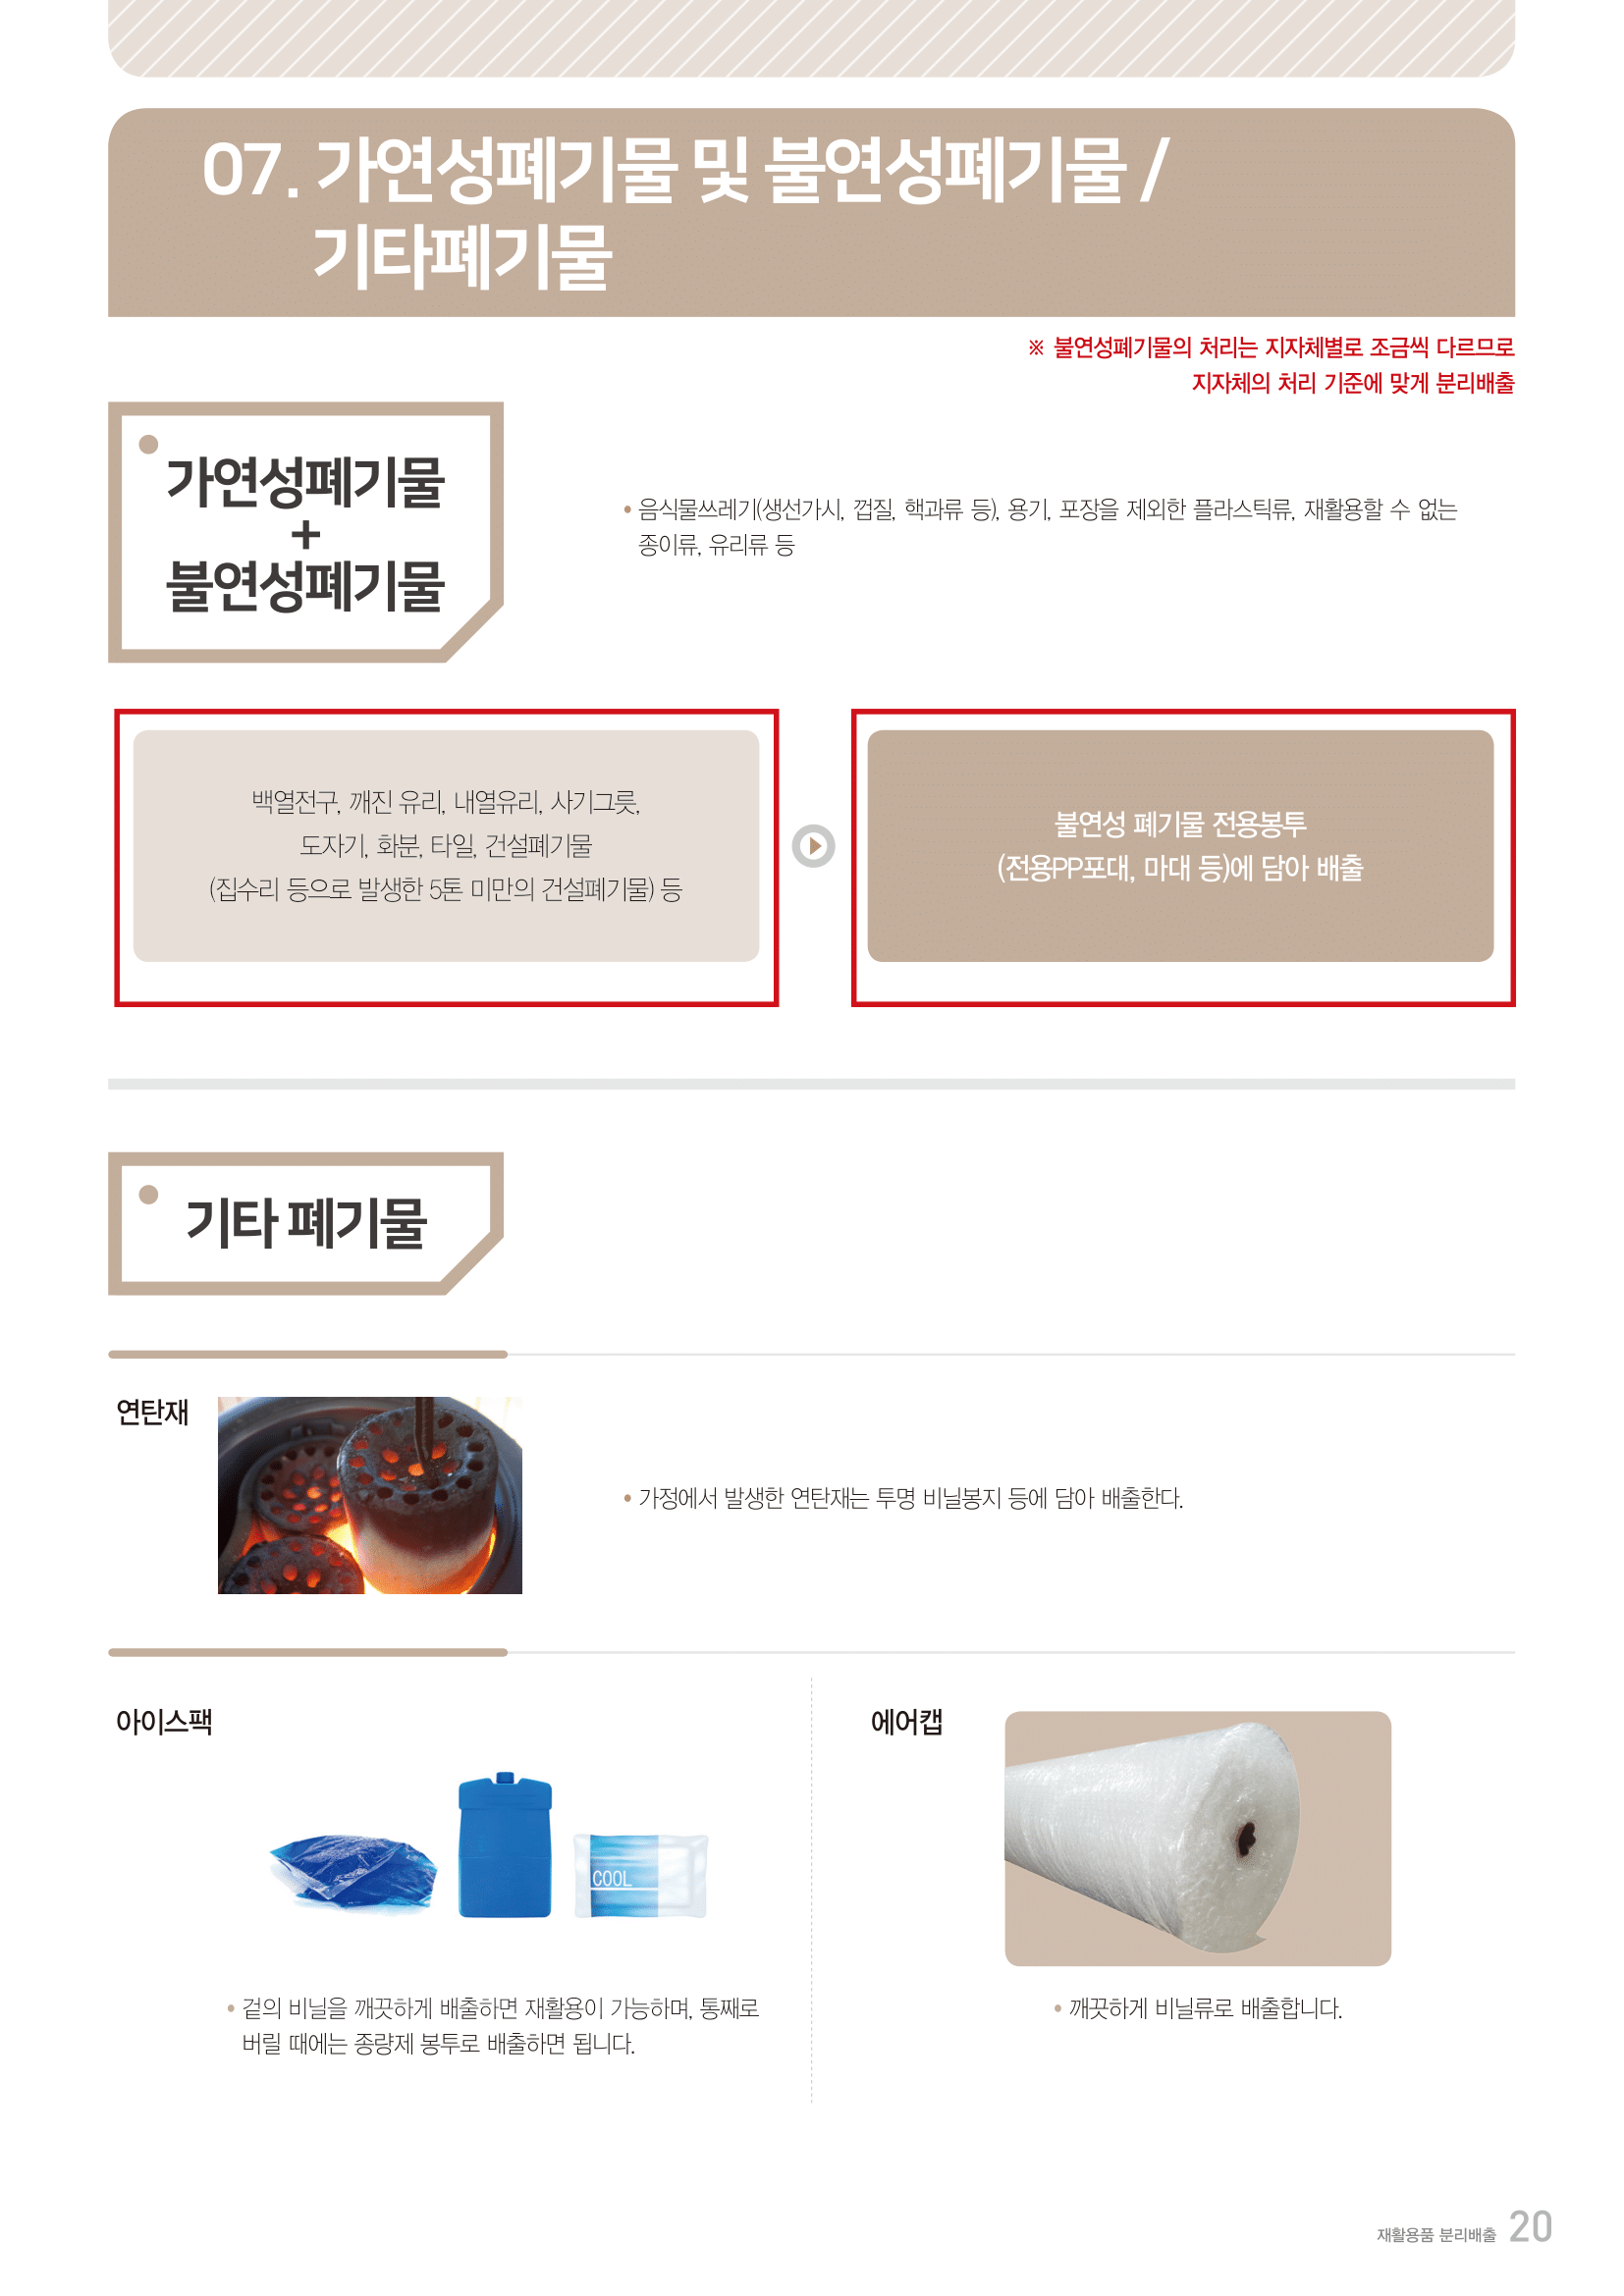 07. 가연성폐기물 및 불연성폐기물 /
기타폐기물
※ 불연성폐기물의 처리는 지자체별로 조금씩 다르므로
지자체의 처리 기준에 맞게 분리배출
가연성폐기물
+
불연성폐기물
• 음식물쓰레기(생선가시, 껍질, 핵과류 등), 용기, 포장을 제외한 플라스틱류, 재활용할 수 없는
종이류, 유리류 등
백열전구, 깨진 유리, 내열유리, 사기그릇,
도자기, 화분, 타일, 건설폐기물
(집수리 등으로 발생한 5톤 미만의 건설폐기물) 등
불연성 폐기물 전용봉투
(전용PP포대, 마대 등)에 담아 배출
기타 폐기물
연탄재
• 가정에서 발생한 연탄재는 투명 비닐봉지 등에 담아 배출한다.
아이스팩
COOL
• 겉의 비닐을 깨끗하게 배출하면 재활용이 가능하며, 통째로
버릴 때에는 종량제 봉투로 배출하면 됩니다.
에어캡
• 깨끗하게 비닐류로 배출합니다.
재활용품 분리배출 20